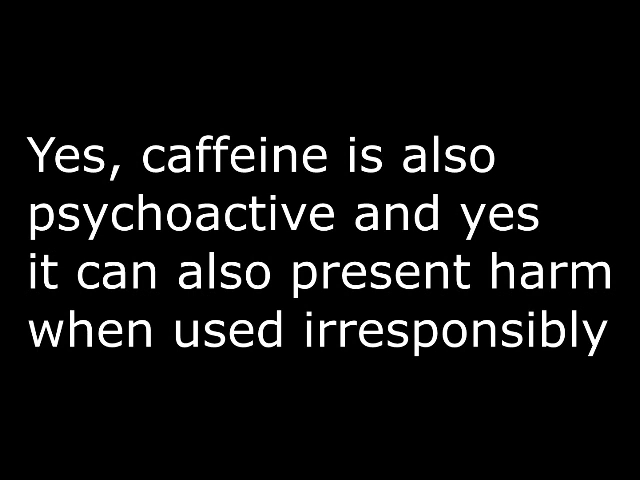 Yes, caffeine is also
psychoactive and yes
it can also present harm
when used irresponsibly